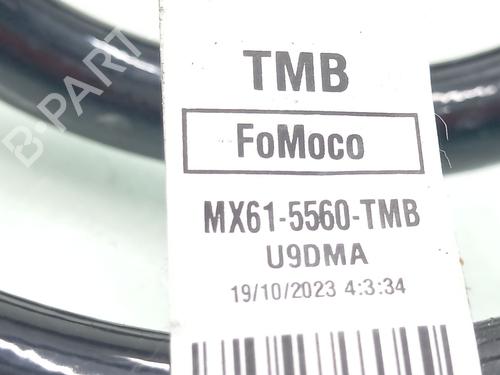 B-PART
TMB
FoMoco
MX61-5560-TMB
U9DMA
19/10/2023 4:3:34